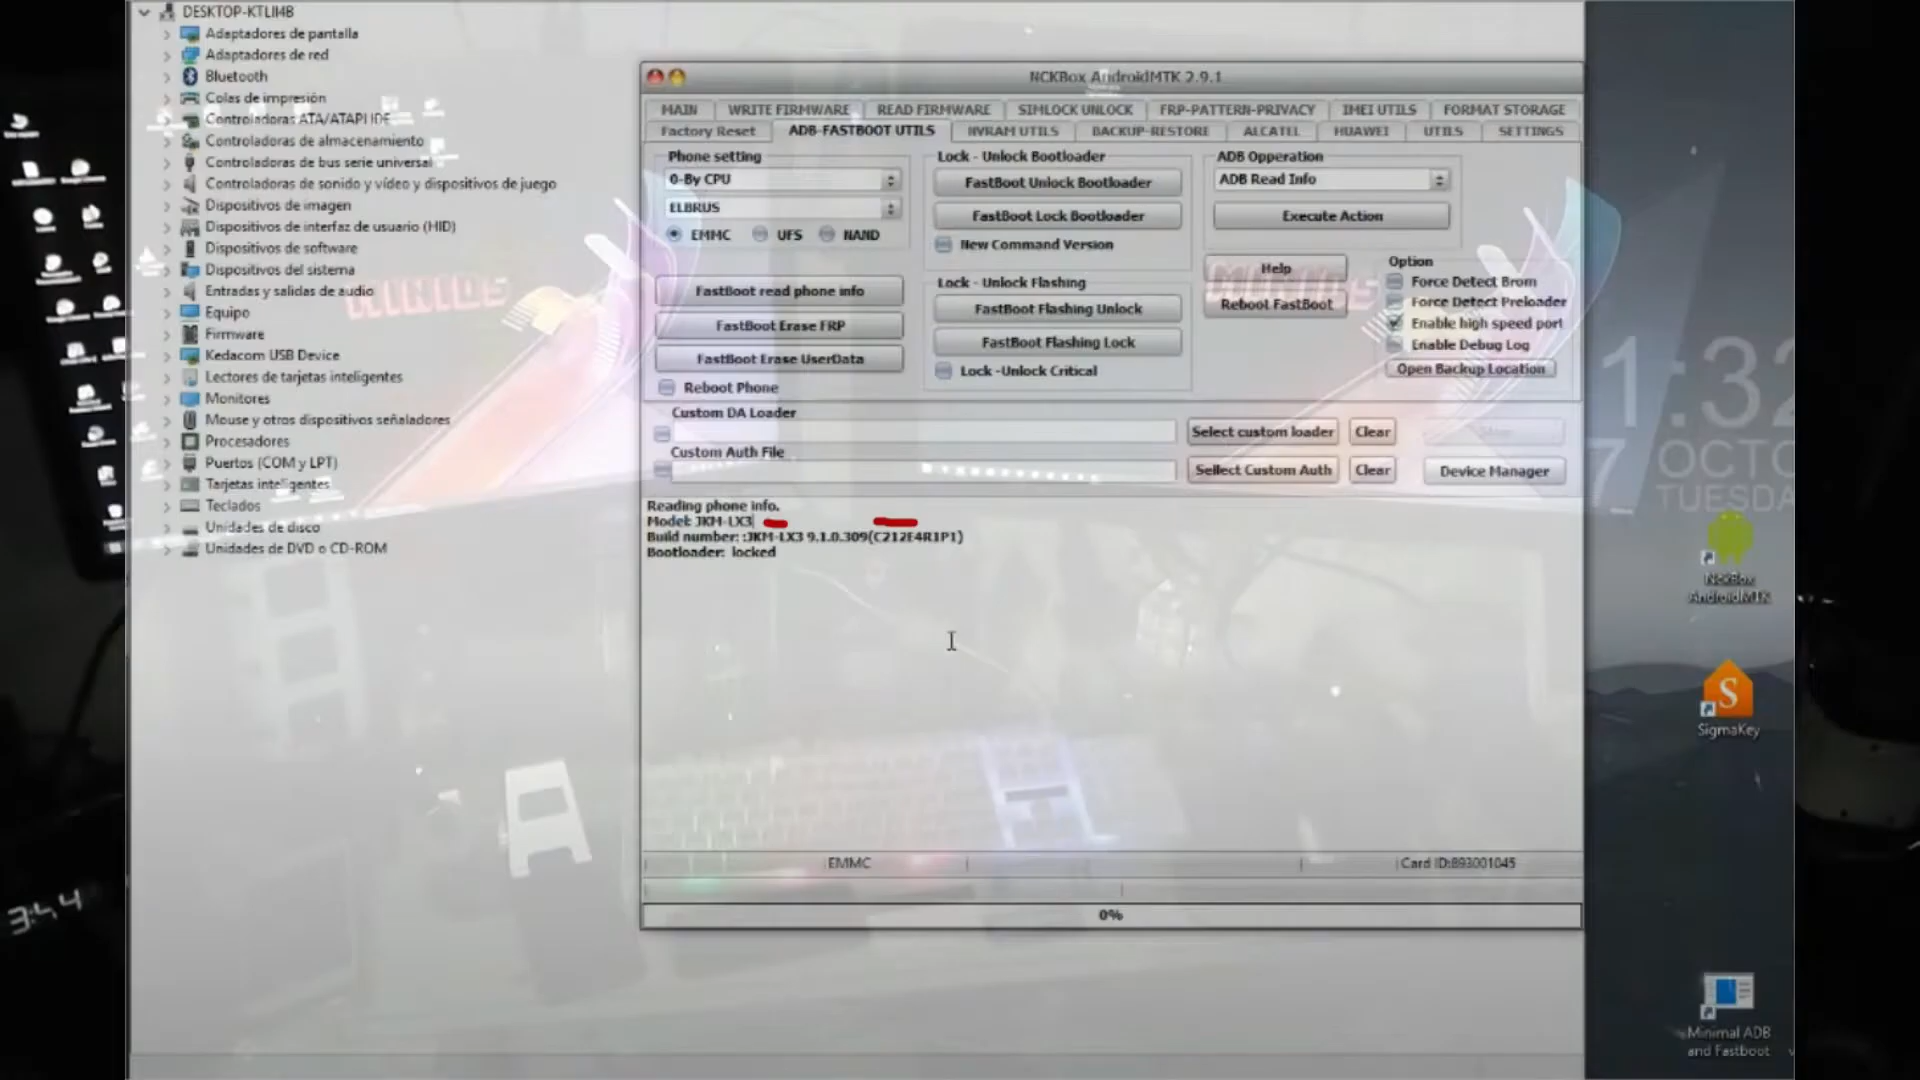 DESKTOP-KTLII4B
Adaptadores de pantalla
Adaptadores de red
Bluetooth
Colas de impresión
Controladoras ATA/ATAPI IDE
Controladoras de almacenamiento
Controladoras de bus serie universal
Controladoras de sonido y vídeo y dispositivos de juego
Dispositivos de imagen
Dispositivos de interfaz de usuario (HID)
Dispositivos de software
Dispositivos del sistema
Entradas y salidas de audio
Equipo
Firmware
Kedacom USB Device
Lectores de tarjetas inteligentes
Monitores
Mouse y otros dispositivos señaladores
Procesadores
Puertos (COM y LPT)
Tarjetas inteligentes
Teclados
Unidades de disco
Unidades de DVD o CD-ROM
NCKBox AndroidMTK 2.9.1
MAIN WRITE FIRMWARE READ FIRMWARE SIMLOCK UNLOCK FRP-PATTERN-PRIVACY IMEI UTILS FORMAT STORAGE
Factory Reset ADB-FASTBOOT UTILS NVRAM UTILS BACKUP-RESTORE ALCATEL HUAWEI UTILS SETTINGS
Phone setting
0-By CPU
ELBRUS
EMMC UFS NAND
FastBoot read phone info
FastBoot Erase FRP
FastBoot Erase UserData
Reboot Phone
Lock - Unlock Bootloader
FastBoot Unlock Bootloader
FastBoot Lock Bootloader
New Command Version
Lock - Unlock Flashing
FastBoot Flashing Unlock
FastBoot Flashing Lock
Lock -Unlock Critical
ADB Opperation
ADB Read Info
Execute Action
Help
Reboot FastBoot
Option
Force Detect Brom
Force Detect Preloader
Enable high speed port
Enable Debug Log
Open Backup Location
Custom DA Loader
Select custom loader Clear
Custom Auth File
Sellect Custom Auth Clear
Device Manager
Reading phone info.
Model: JKM-LX3
Build number: :JKM-LX3 9.1.0.309(C212E4R1P1)
Bootloader: locked
EMMC Card ID:893001045
0%
1:32
7 OCTO
TUESDA
NckBox
AndroidMTK
SigmaKey
Minimal ADB
and Fastboot
3:44